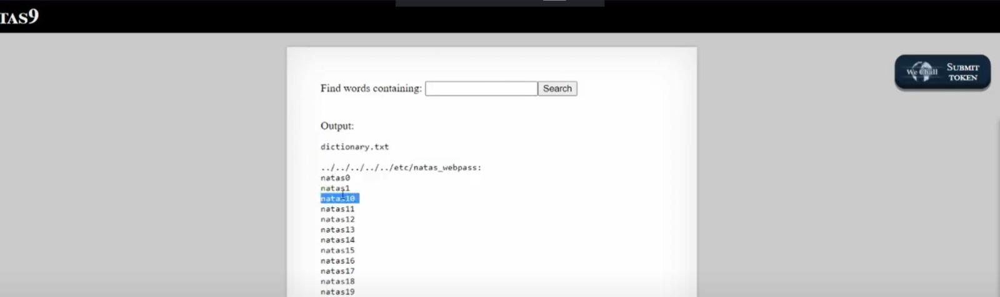 TAS9
We Chall SUBMIT TOKEN
Find words containing: Search
Output:
dictionary.txt
../../../../../etc/natas_webpass:
natas0
natas1
natas10
natas11
natas12
natas13
natas14
natas15
natas16
natas17
natas18
natas19